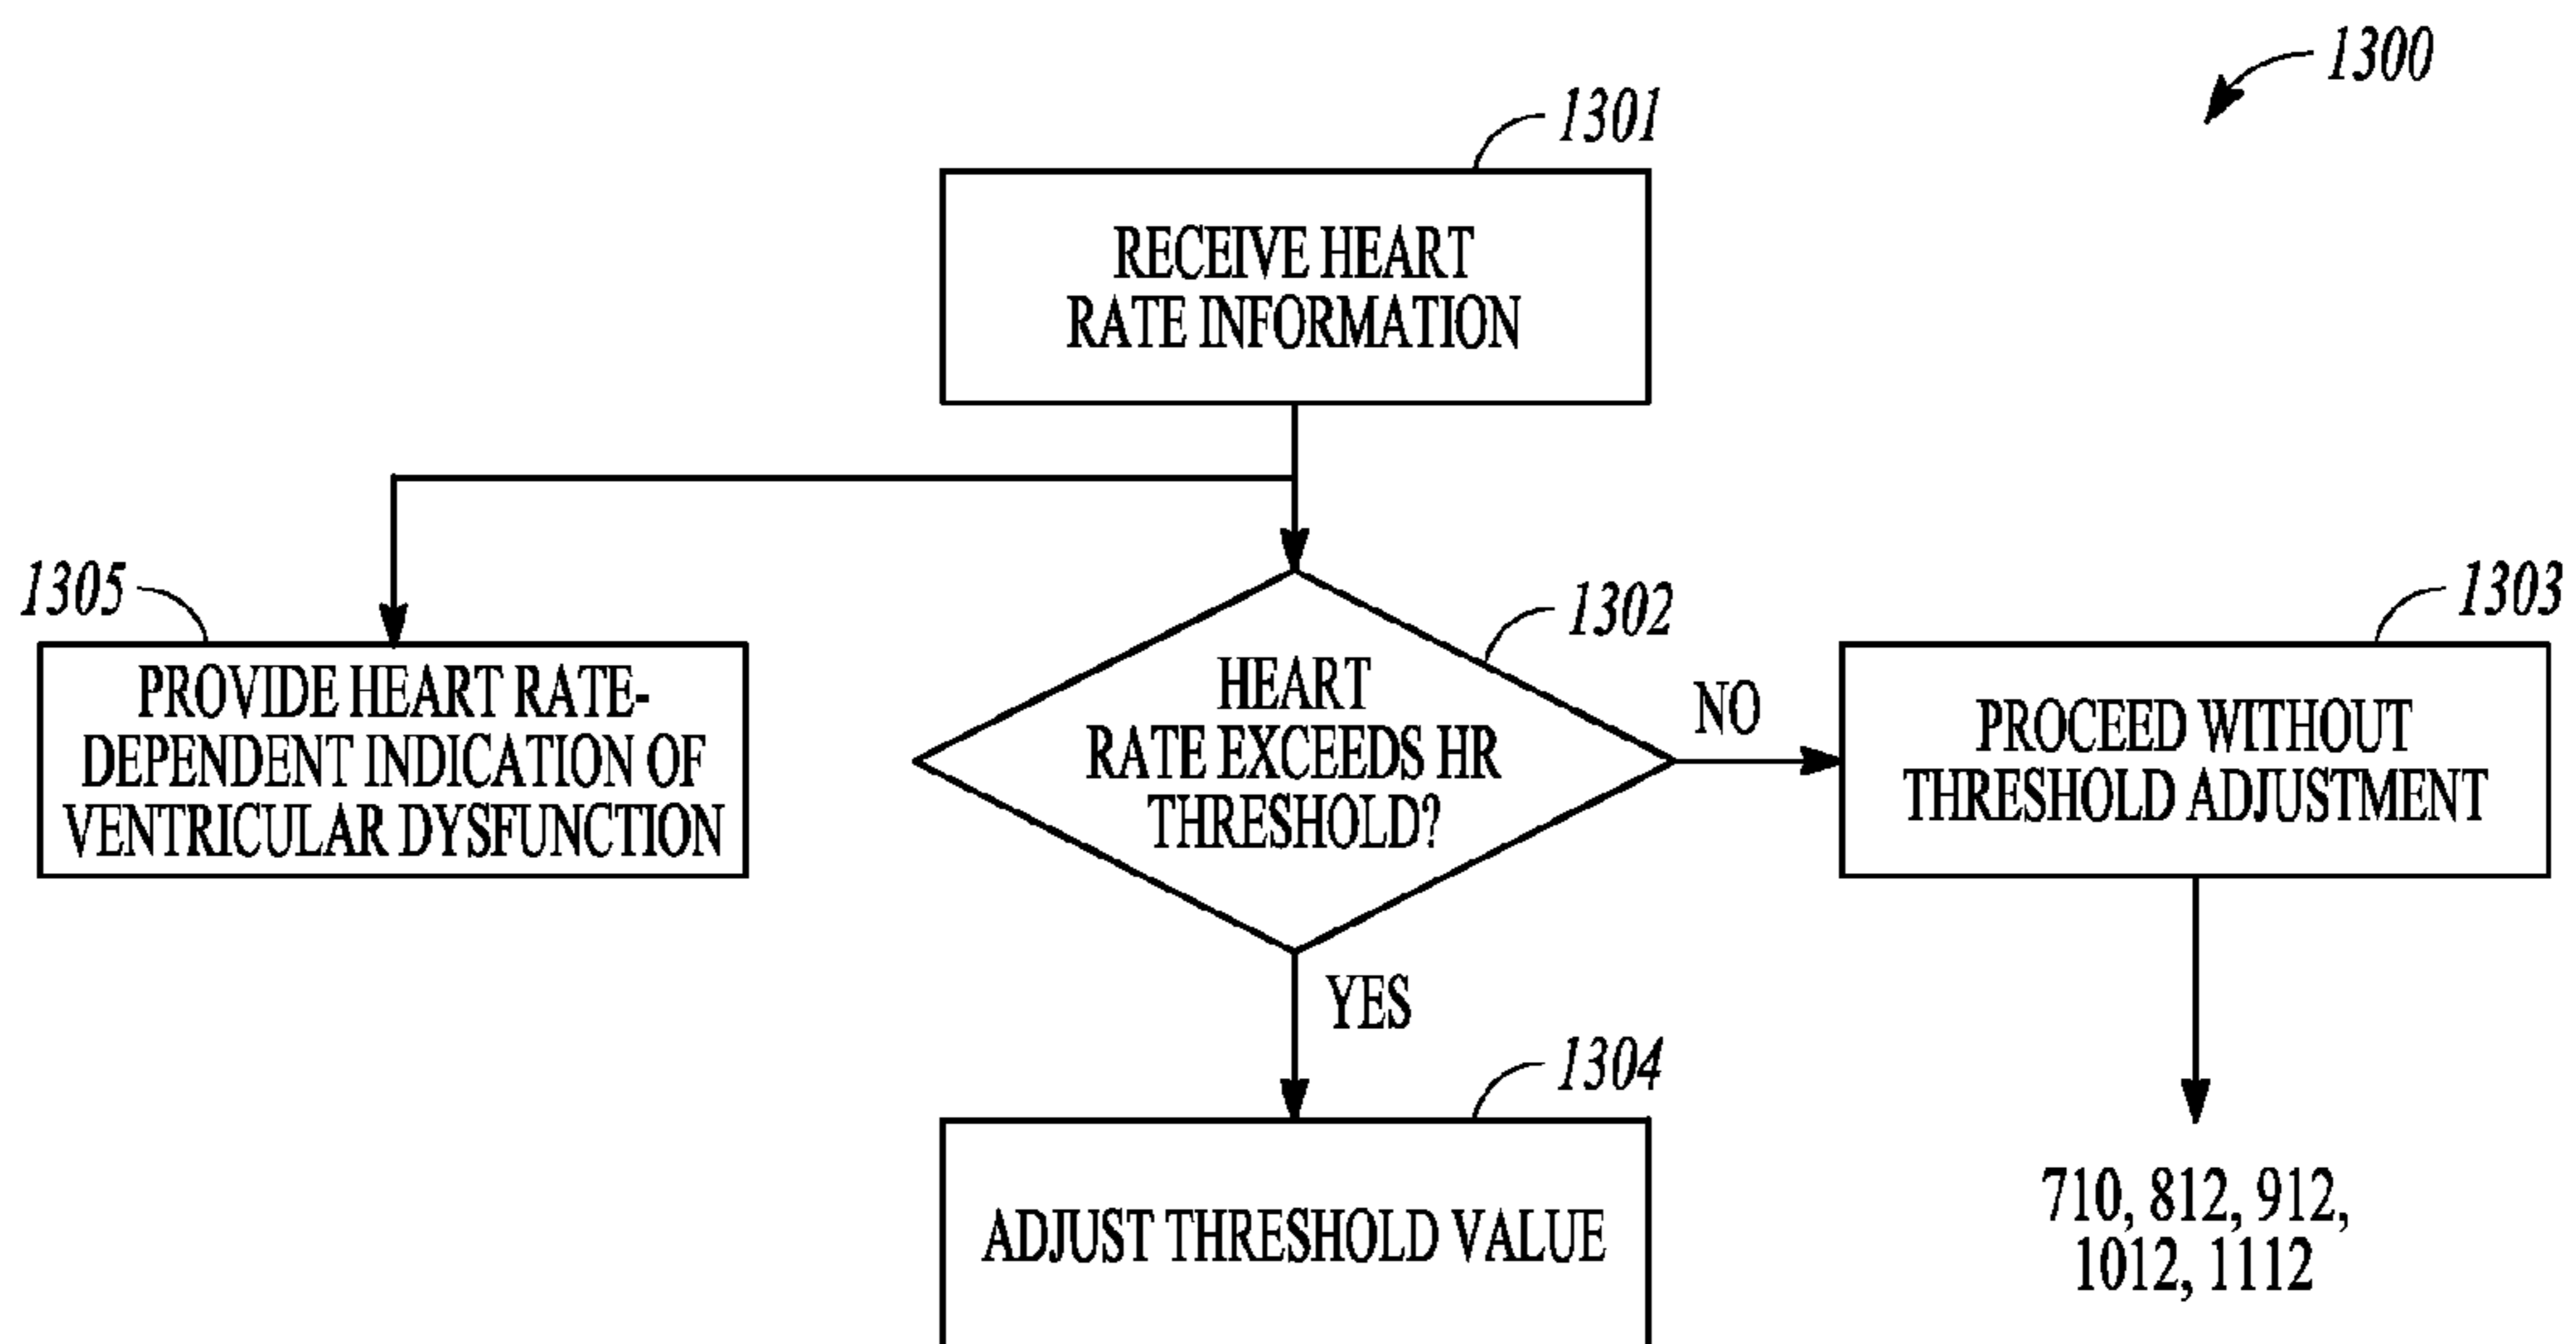 1300
1301
RECEIVE HEART
RATE INFORMATION
1305
PROVIDE HEART RATE-
DEPENDENT INDICATION OF
VENTRICULAR DYSFUNCTION
1302
HEART
RATE EXCEEDS HR
THRESHOLD?
NO
1303
PROCEED WITHOUT
THRESHOLD ADJUSTMENT
YES
1304
ADJUST THRESHOLD VALUE
710, 812, 912,
1012, 1112